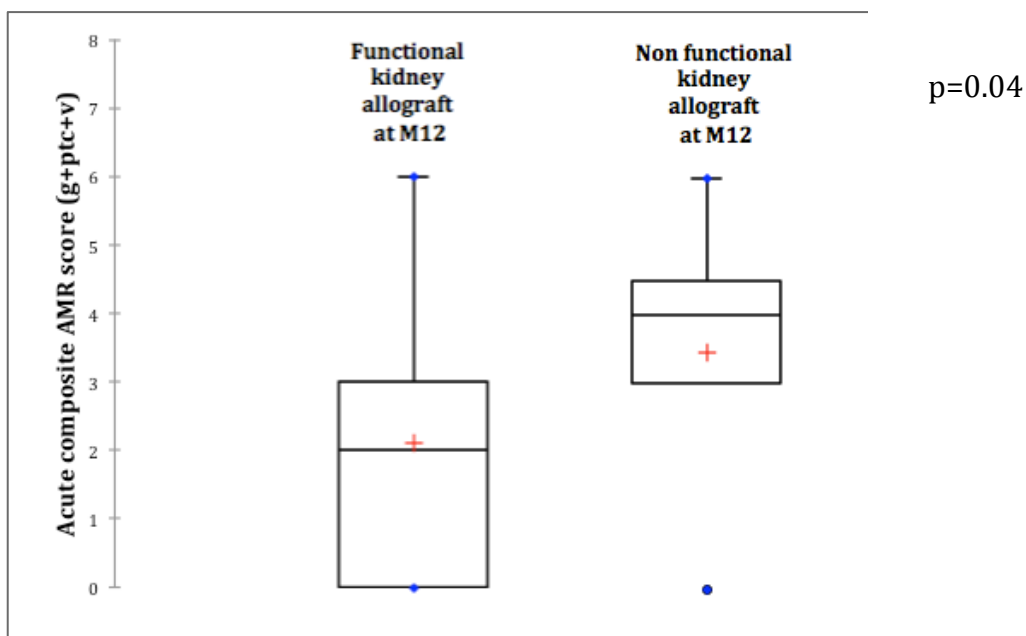 Acute composite AMR score (g+ptc+v)
8
7
6
5
4
3
2
1
0
Functional
kidney
allograft
at M12
Non functional
kidney
allograft
at M12
p=0.04